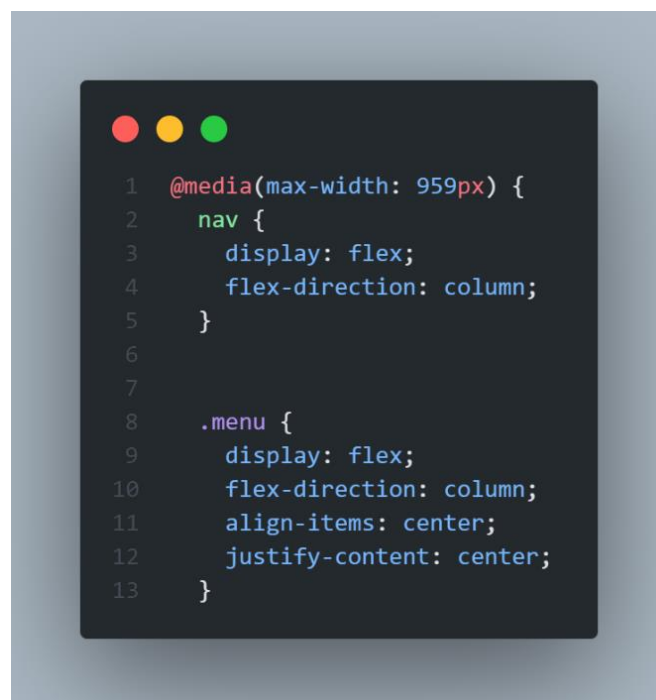 1 @media(max-width: 959px) {
2 nav {
3 display: flex;
4 flex-direction: column;
5 }
6
7
8 .menu {
9 display: flex;
10 flex-direction: column;
11 align-items: center;
12 justify-content: center;
13 }